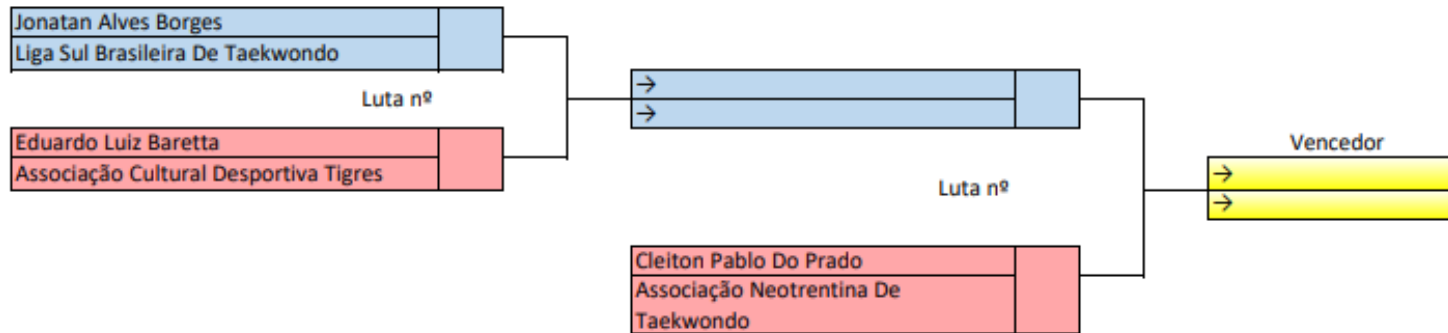 Jonatan Alves Borges
Liga Sul Brasileira De Taekwondo
Luta nº
Eduardo Luiz Baretta
Associação Cultural Desportiva Tigres
→
→
Luta nº
Cleiton Pablo Do Prado
Associação Neotrentina De
Taekwondo
Vencedor
→
→